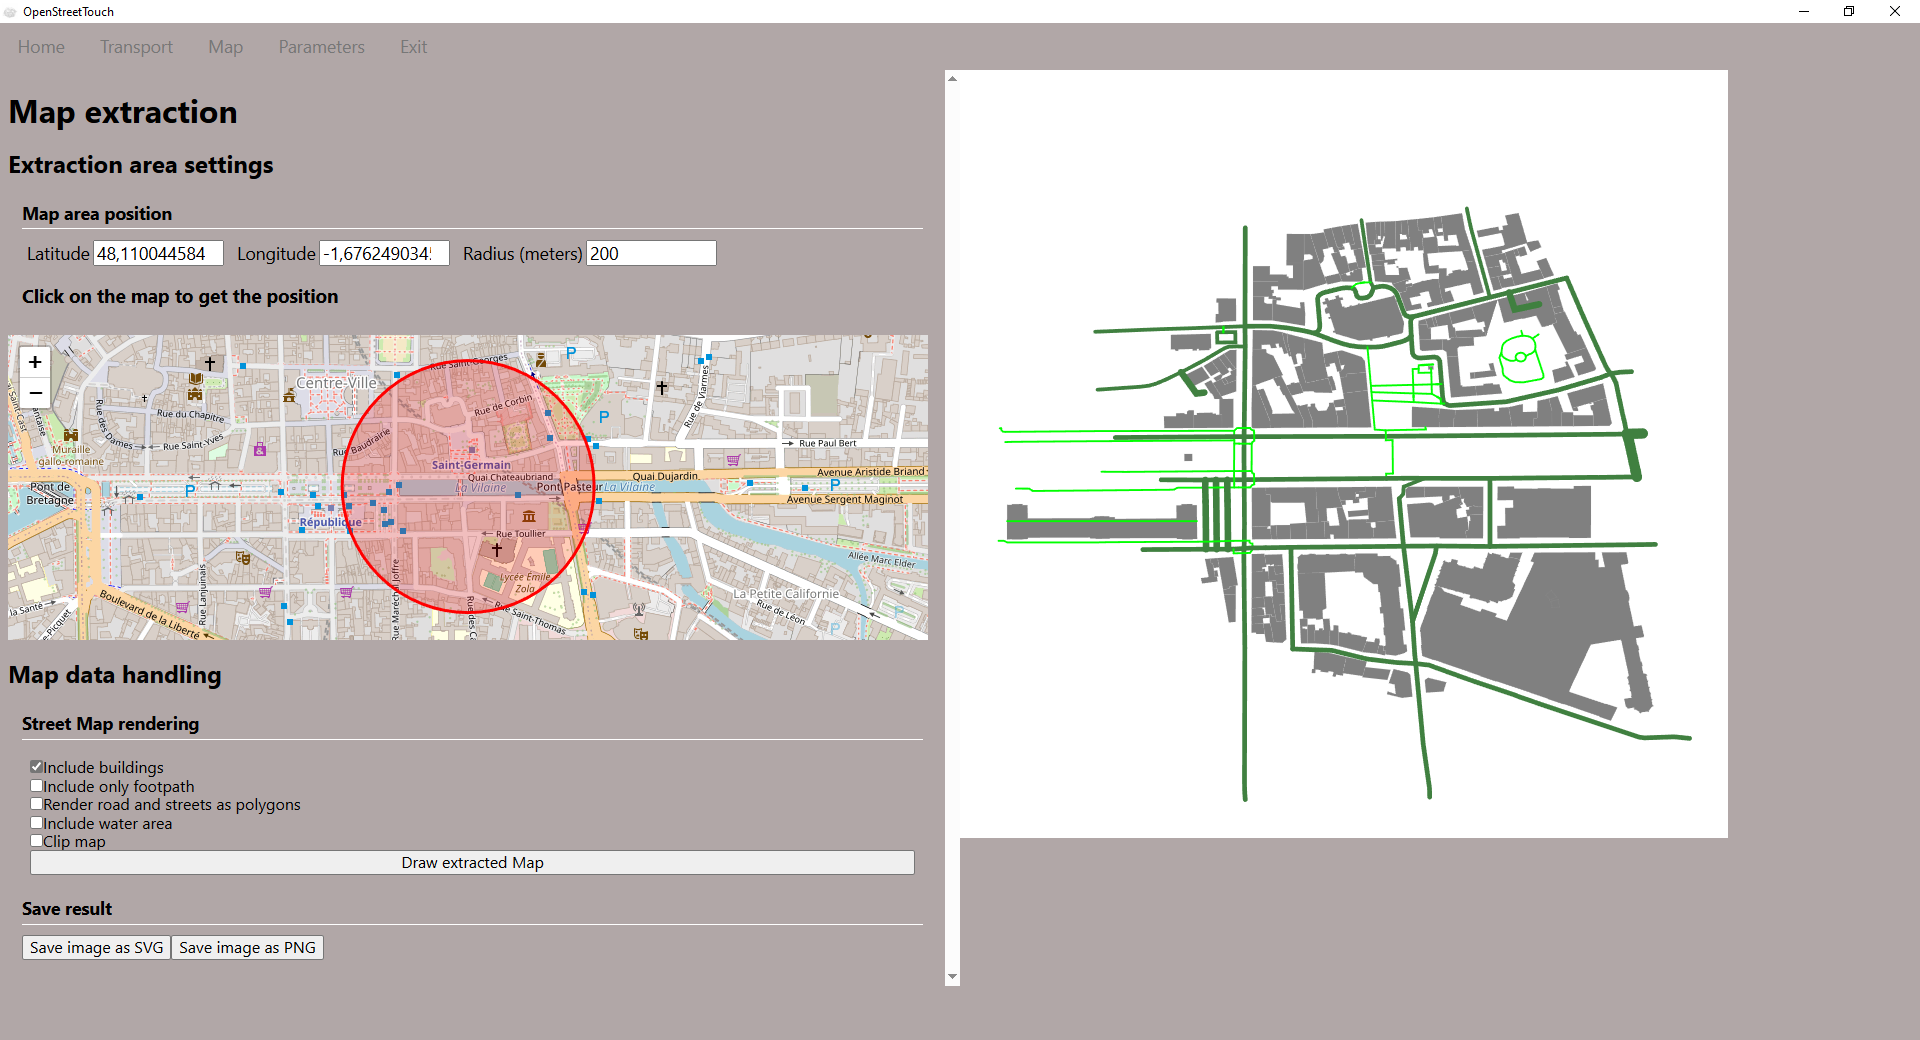 OpenStreetTouch
Home Transport Map Parameters Exit
Map extraction
Extraction area settings
Map area position
Latitude 48,110044584 Longitude -1,676249034 Radius (meters) 200
Click on the map to get the position
+
−
Rue Saint-Georges
Centre-Ville
Rue de Corbin
Rue de Viarmes
Rue des Dames
Rue du Chapitre
Rue Saint-Yves
Rue Baudrairie
Rue Paul Bert
Muraille
gallo-romaine
Saint-Germain
Quai Chateaubriand
Quai Dujardin
Avenue Aristide Briand
Pont de
Bretagne
La Vilaine
Pont Pasteur
La Vilaine
Avenue Sergent Maginot
République
Rue Toullier
Allée Marc Elder
Rue Lanjuinais
Rue Maréchal Joffre
Lycée Émile
Zola
La Petite Californie
Boulevard de la Liberté
Rue Saint-Thomas
Rue de Léon
la Santé
Map data handling
Street Map rendering
Include buildings
Include only footpath
Render road and streets as polygons
Include water area
Clip map
Draw extracted Map
Save result
Save image as SVG Save image as PNG